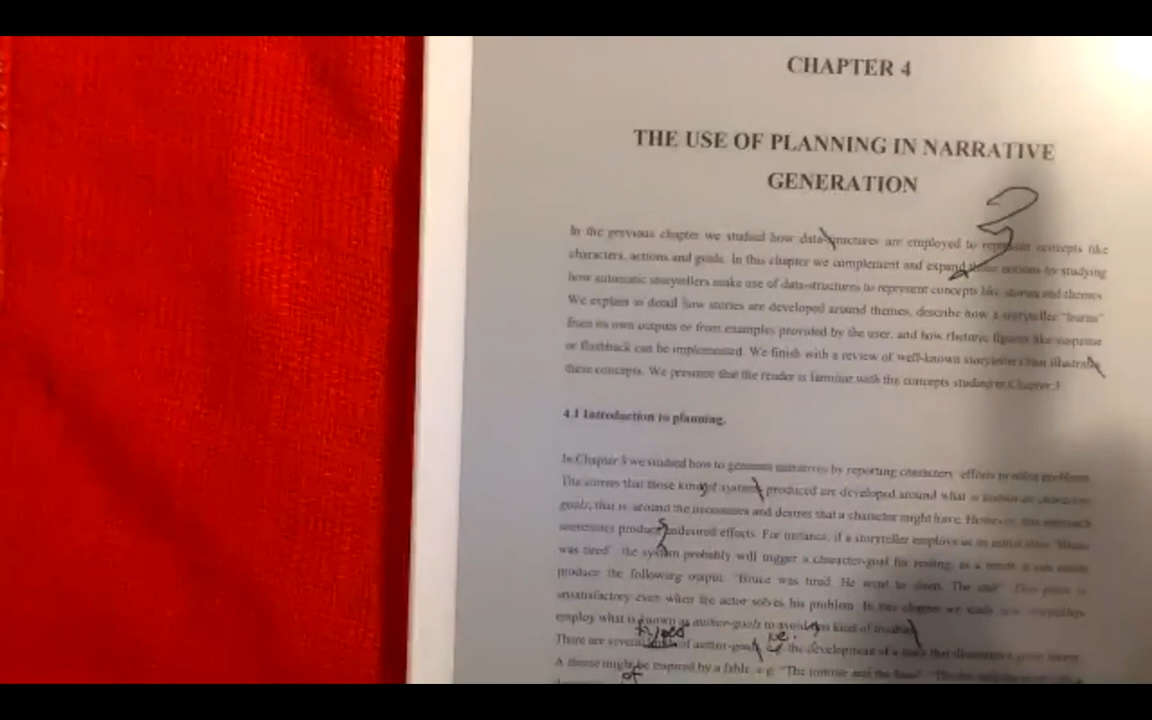 CHAPTER 4
THE USE OF PLANNING IN NARRATIVE
GENERATION
3
In the previous chapter we studied how data-structures are employed to represent concepts like
characters, actions, and goals. In this chapter we complement and expand these notions by studying
how automatic storytellers make use of data-structures to represent concepts like stories and themes
We explain in detail how stories are developed around themes, describe how a storyteller "learns"
from its own outputs or from examples provided by the user, and how rhetoric figures like suspense
or flashback can be implemented. We finish with a review of well-known storytellers that illustrate
these concepts. We presume that the reader is familiar with the concepts studied in Chapter 3
4.1 Introduction to planning.
In Chapter 3 we studied how to generate narratives by reporting characters' efforts to solve problems
The stories that those kind of system produced are developed around what is known as character
goals, that is, around the necessities and desires that a character might have. However, this approach
sometimes produce undesired effects. For instance, if a storyteller employs as an initial state "Bruce
was tired" the system probably will trigger a character-goal for resting; as a result it can easily
produce the following output: "Bruce was tired. He went to sleep. The end"
unsatisfactory even when the actor solves his problem. In this chapter we study how storytellers
employ what is known as author-goals to avoid this kind of
types
There are several of author-goals the development of a that illustrates a given
A theme might be inspired by a fable, e.g. "The tortoise and the hare"
of